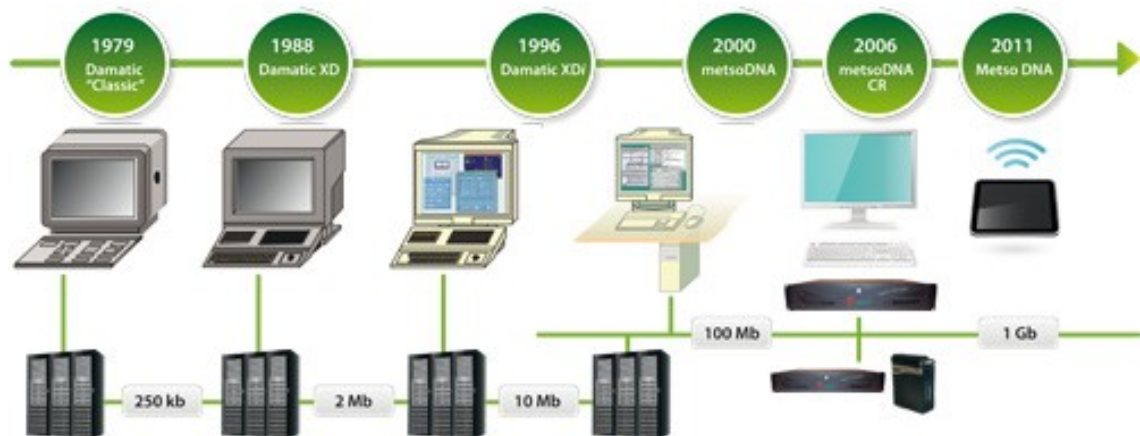 1979
Damatic
"Classic"
1988
Damatic XD
1996
Damatic XDi
2000
metsoDNA
2006
metsoDNA
CR
2011
Metso DNA
100 Mb
1 Gb
250 kb
2 Mb
10 Mb